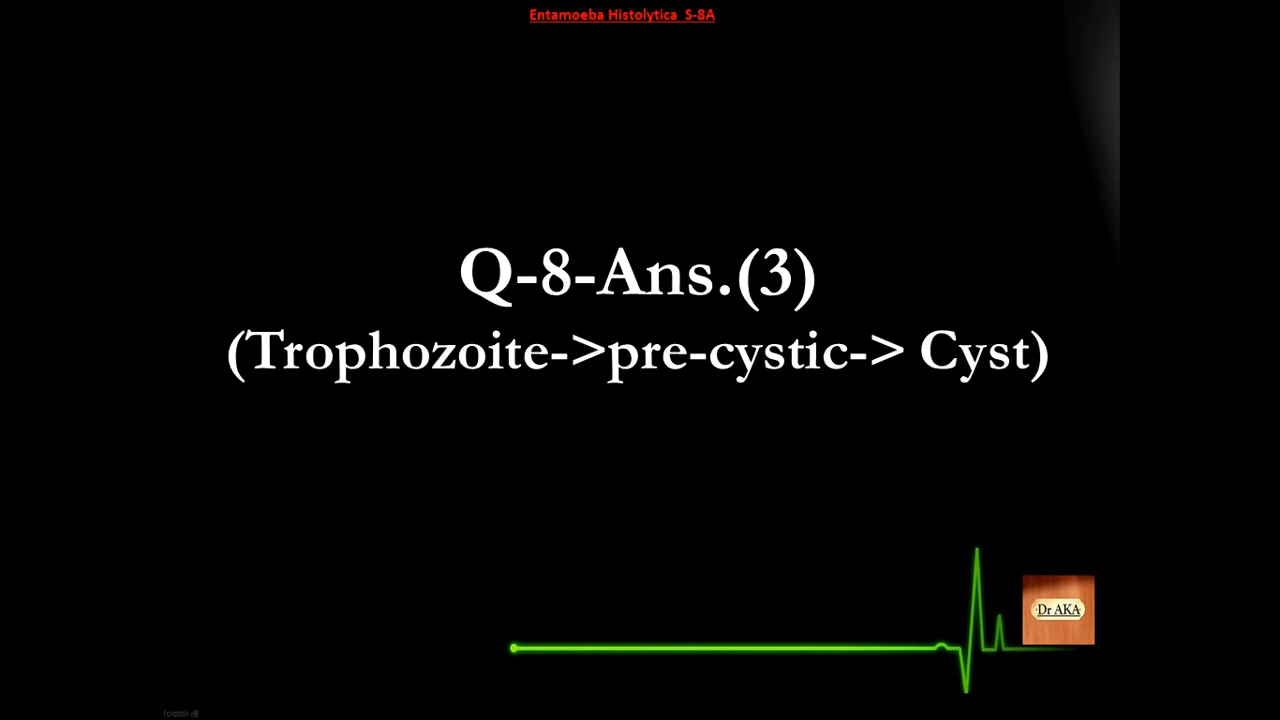 Entamoeba Histolytica S-8A
Q-8-Ans.(3)
(Trophozoite->pre-cystic-> Cyst)
Dr AKA